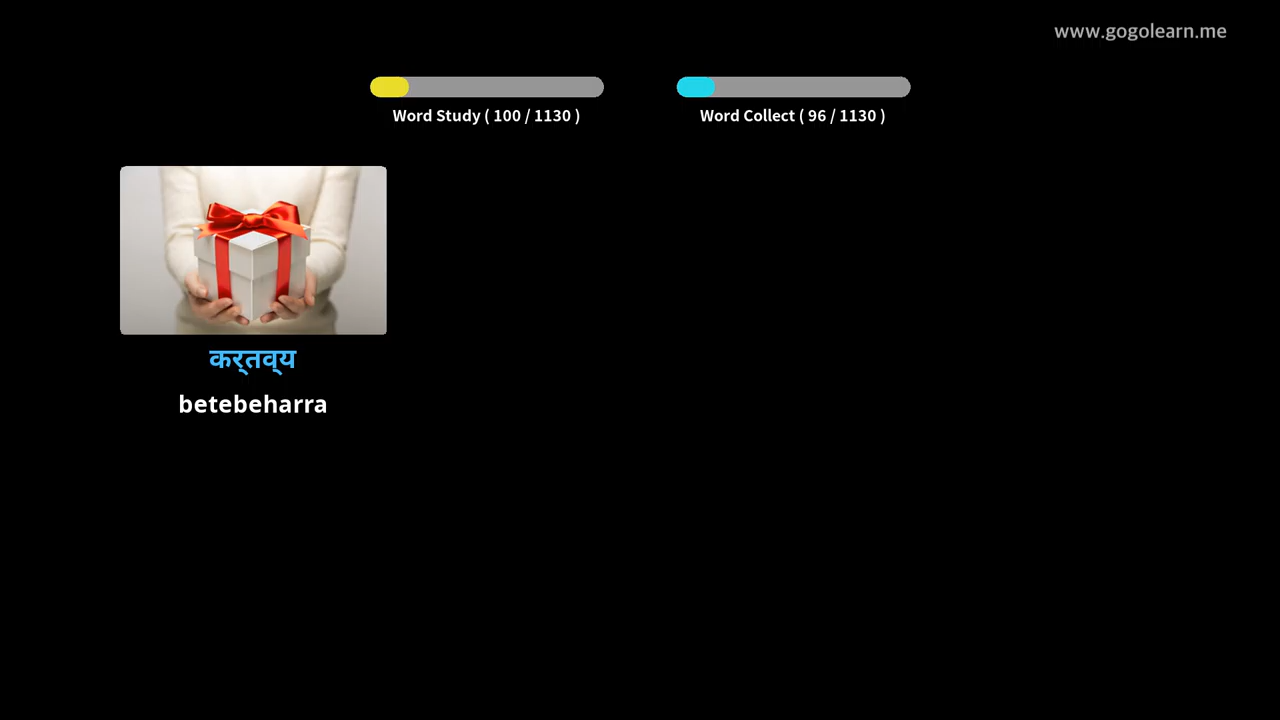 www.gogolearn.me
Word Study ( 100 / 1130 )
Word Collect ( 96 / 1130 )
कर्तव्य
betebeharra